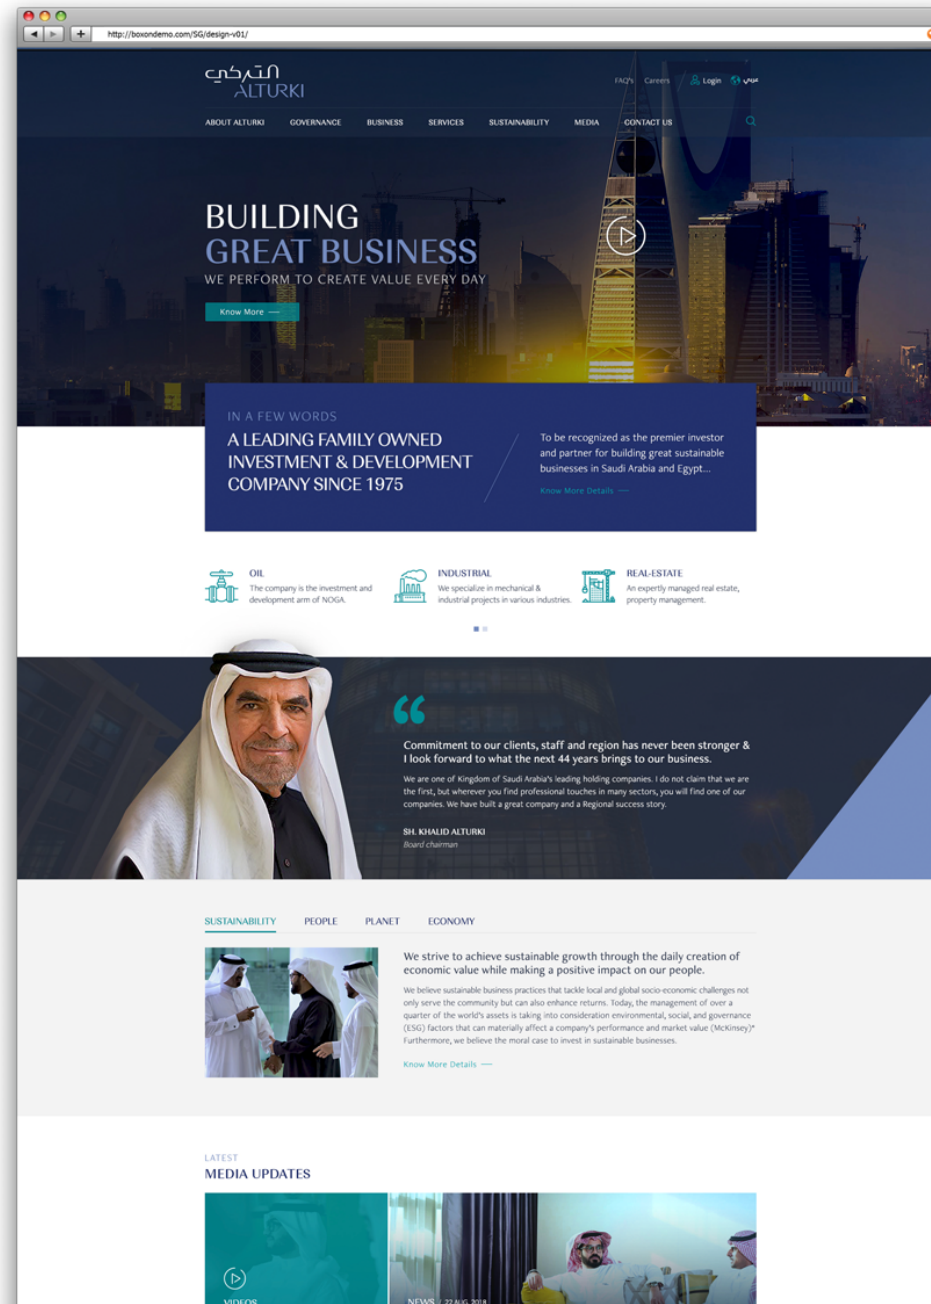 http://boxondemo.com/SG/design-v01/
التركي
ALTURKI
FAQ's Careers Login عربي
ABOUT ALTURKI GOVERNANCE BUSINESS SERVICES SUSTAINABILITY MEDIA CONTACT US
BUILDING
GREAT BUSINESS
WE PERFORM TO CREATE VALUE EVERY DAY
Know More
IN A FEW WORDS
A LEADING FAMILY OWNED
INVESTMENT & DEVELOPMENT
COMPANY SINCE 1975
To be recognized as the premier investor
and partner for building great sustainable
businesses in Saudi Arabia and Egypt...
Know More Details
OIL
The company is the investment and
development arm of NOGA.
INDUSTRIAL
We specialize in mechanical &
industrial projects in various industries.
REAL-ESTATE
An expertly managed real estate,
property management.
Commitment to our clients, staff and region has never been stronger &
I look forward to what the next 44 years brings to our business.
We are one of Kingdom of Saudi Arabia's leading holding companies. I do not claim that we are
the first, but wherever you find professional touches in many sectors, you will find one of our
companies. We have built a great company and a Regional success story.
SH. KHALID ALTURKI
Board chairman
SUSTAINABILITY PEOPLE PLANET ECONOMY
We strive to achieve sustainable growth through the daily creation of
economic value while making a positive impact on our people.
We believe sustainable business practices that tackle local and global socio-economic challenges not
only serve the community but can also enhance returns. Today, the management of over a
quarter of the world's assets is taking into consideration environmental, social, and governance
(ESG) factors that can materially affect a company's performance and market value (McKinsey)*
Furthermore, we believe the moral case to invest in sustainable businesses.
Know More Details
LATEST
MEDIA UPDATES
VIDEOS
NEWS / 22 AUG, 2018